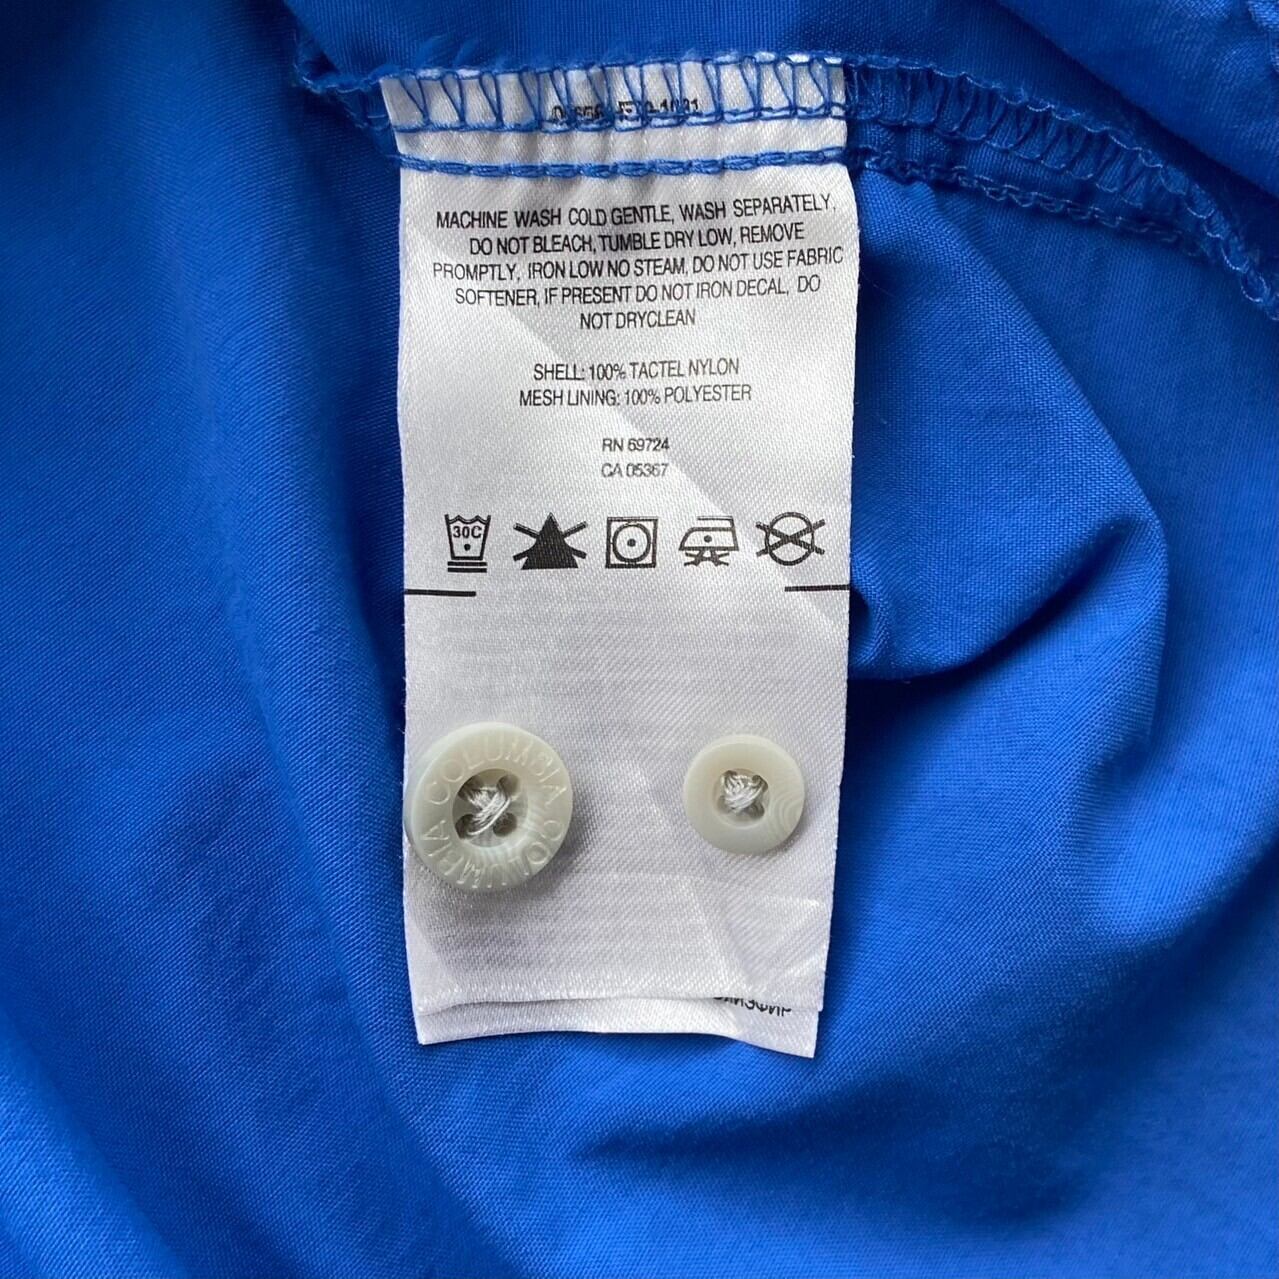 MACHINE WASH COLD GENTLE, WASH SEPARATELY,
DO NOT BLEACH, TUMBLE DRY LOW, REMOVE
PROMPTLY, IRON LOW NO STEAM, DO NOT USE FABRIC
SOFTENER, IF PRESENT DO NOT IRON DECAL, DO
NOT DRYCLEAN
SHELL: 100% TACTEL NYLON
MESH LINING: 100% POLYESTER
RN 69724
CA 05367
30C
COLUMBIA COLUMBIA